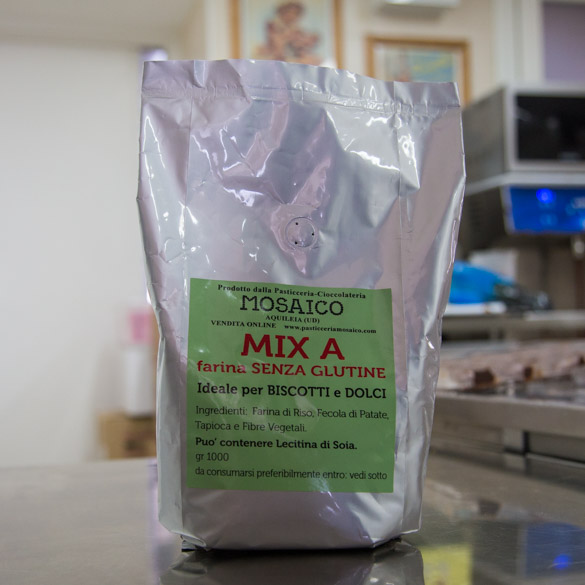 Prodotto dalla Pasticceria-Cioccolateria
MOSAICO
AQUILEIA (UD)
VENDITA ONLINE www.pasticceriamosaico.com
MIX A
farina SENZA GLUTINE
Ideale per BISCOTTI e DOLCI
Ingredienti: Farina di Riso, Fecola di Patate,
Tapioca e Fibre Vegetali.
Puo' contenere Lecitina di Soia.
gr 1000
da consumarsi preferibilmente entro: vedi sotto